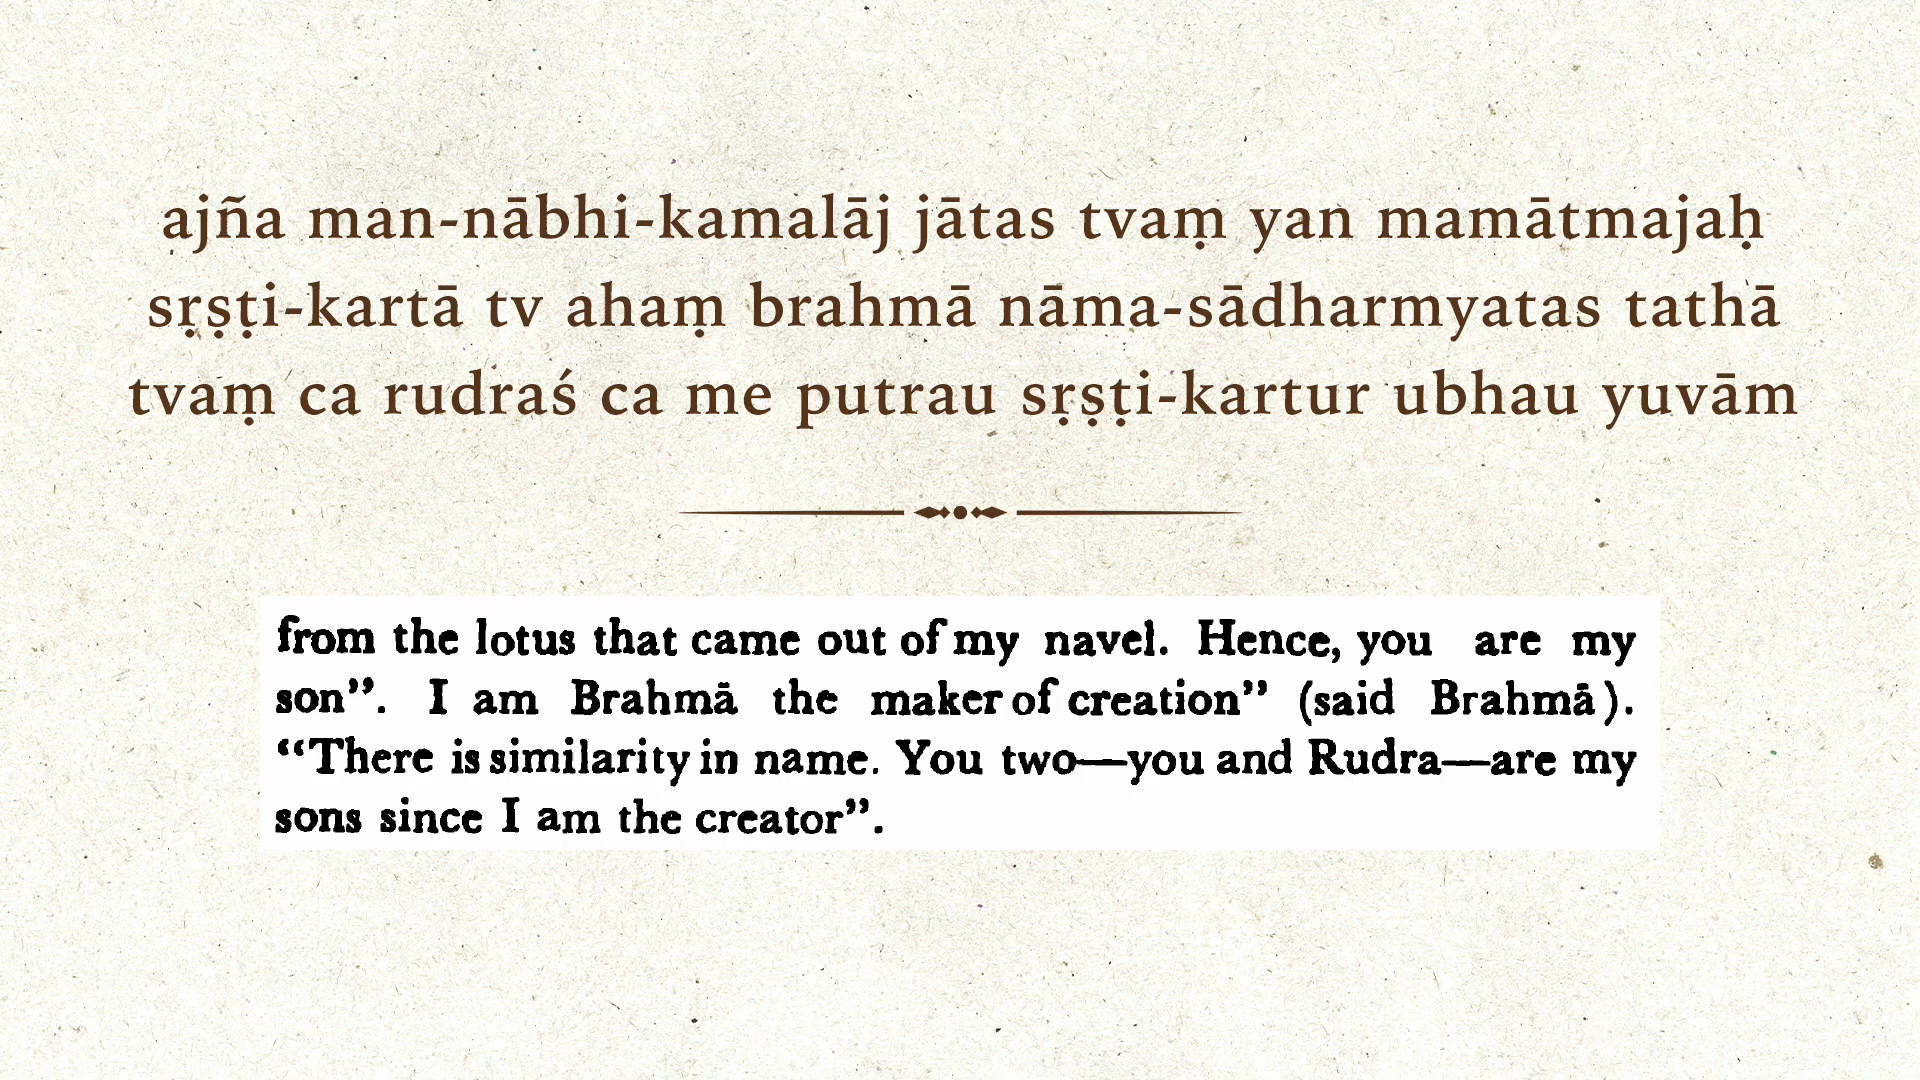 ajña man-nābhi-kamalāj jātas tvaṃ yan mamātmajaḥ
sṛṣṭi-kartā tv ahaṃ brahmā nāma-sādharmyatas tathā
tvaṃ ca rudraś ca me putrau sṛṣṭi-kartur ubhau yuvām
from the lotus that came out of my navel. Hence, you are my
son”. I am Brahmā the maker of creation” (said Brahmā).
“There is similarity in name. You two—you and Rudra—are my
sons since I am the creator”.